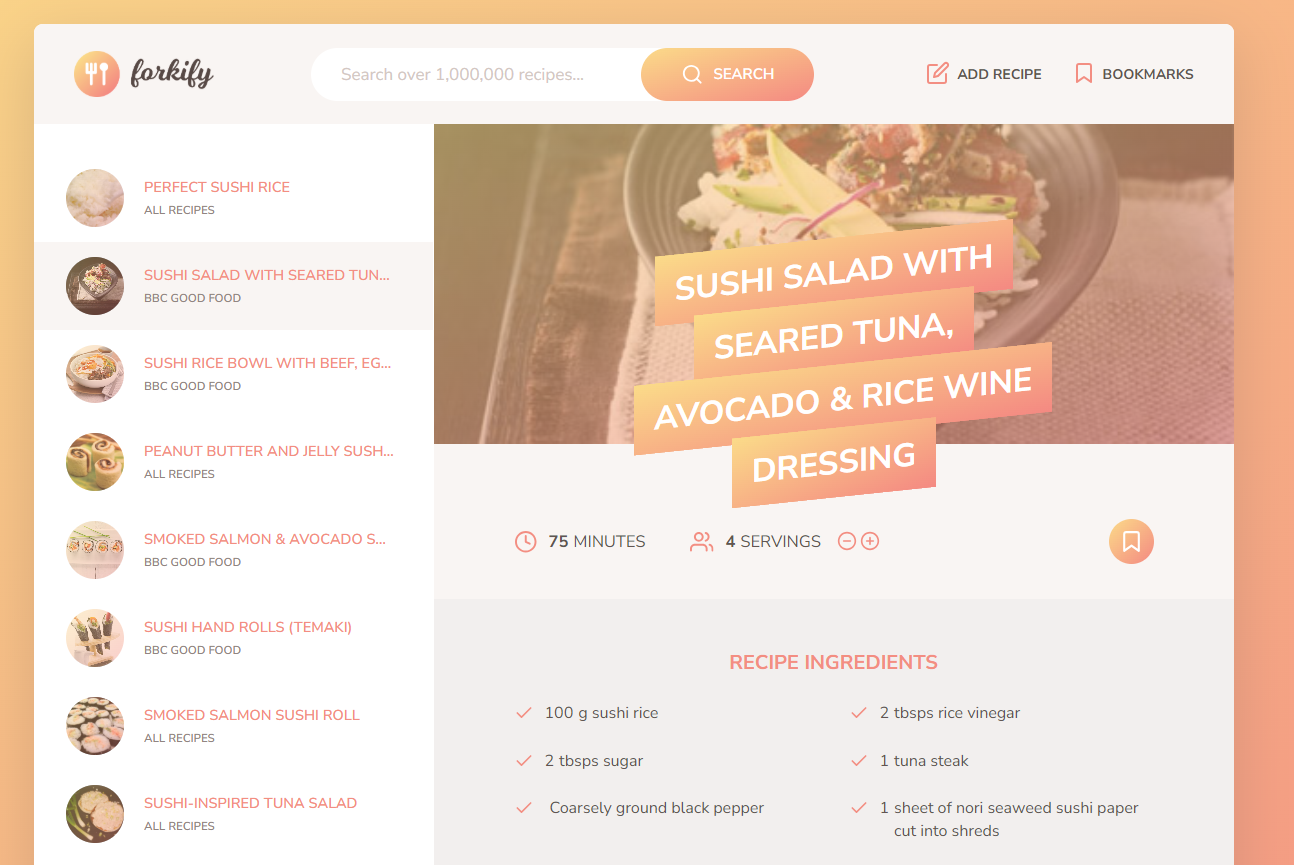 forkify
Search over 1,000,000 recipes...
SEARCH
ADD RECIPE
BOOKMARKS
PERFECT SUSHI RICE
ALL RECIPES
SUSHI SALAD WITH SEARED TUN...
BBC GOOD FOOD
SUSHI RICE BOWL WITH BEEF, EG...
BBC GOOD FOOD
PEANUT BUTTER AND JELLY SUSH...
ALL RECIPES
SMOKED SALMON & AVOCADO S...
BBC GOOD FOOD
SUSHI HAND ROLLS (TEMAKI)
BBC GOOD FOOD
SMOKED SALMON SUSHI ROLL
ALL RECIPES
SUSHI-INSPIRED TUNA SALAD
ALL RECIPES
SUSHI SALAD WITH
SEARED TUNA,
AVOCADO & RICE WINE
DRESSING
75 MINUTES
4 SERVINGS
RECIPE INGREDIENTS
100 g sushi rice
2 tbsps rice vinegar
2 tbsps sugar
1 tuna steak
Coarsely ground black pepper
1 sheet of nori seaweed sushi paper
cut into shreds